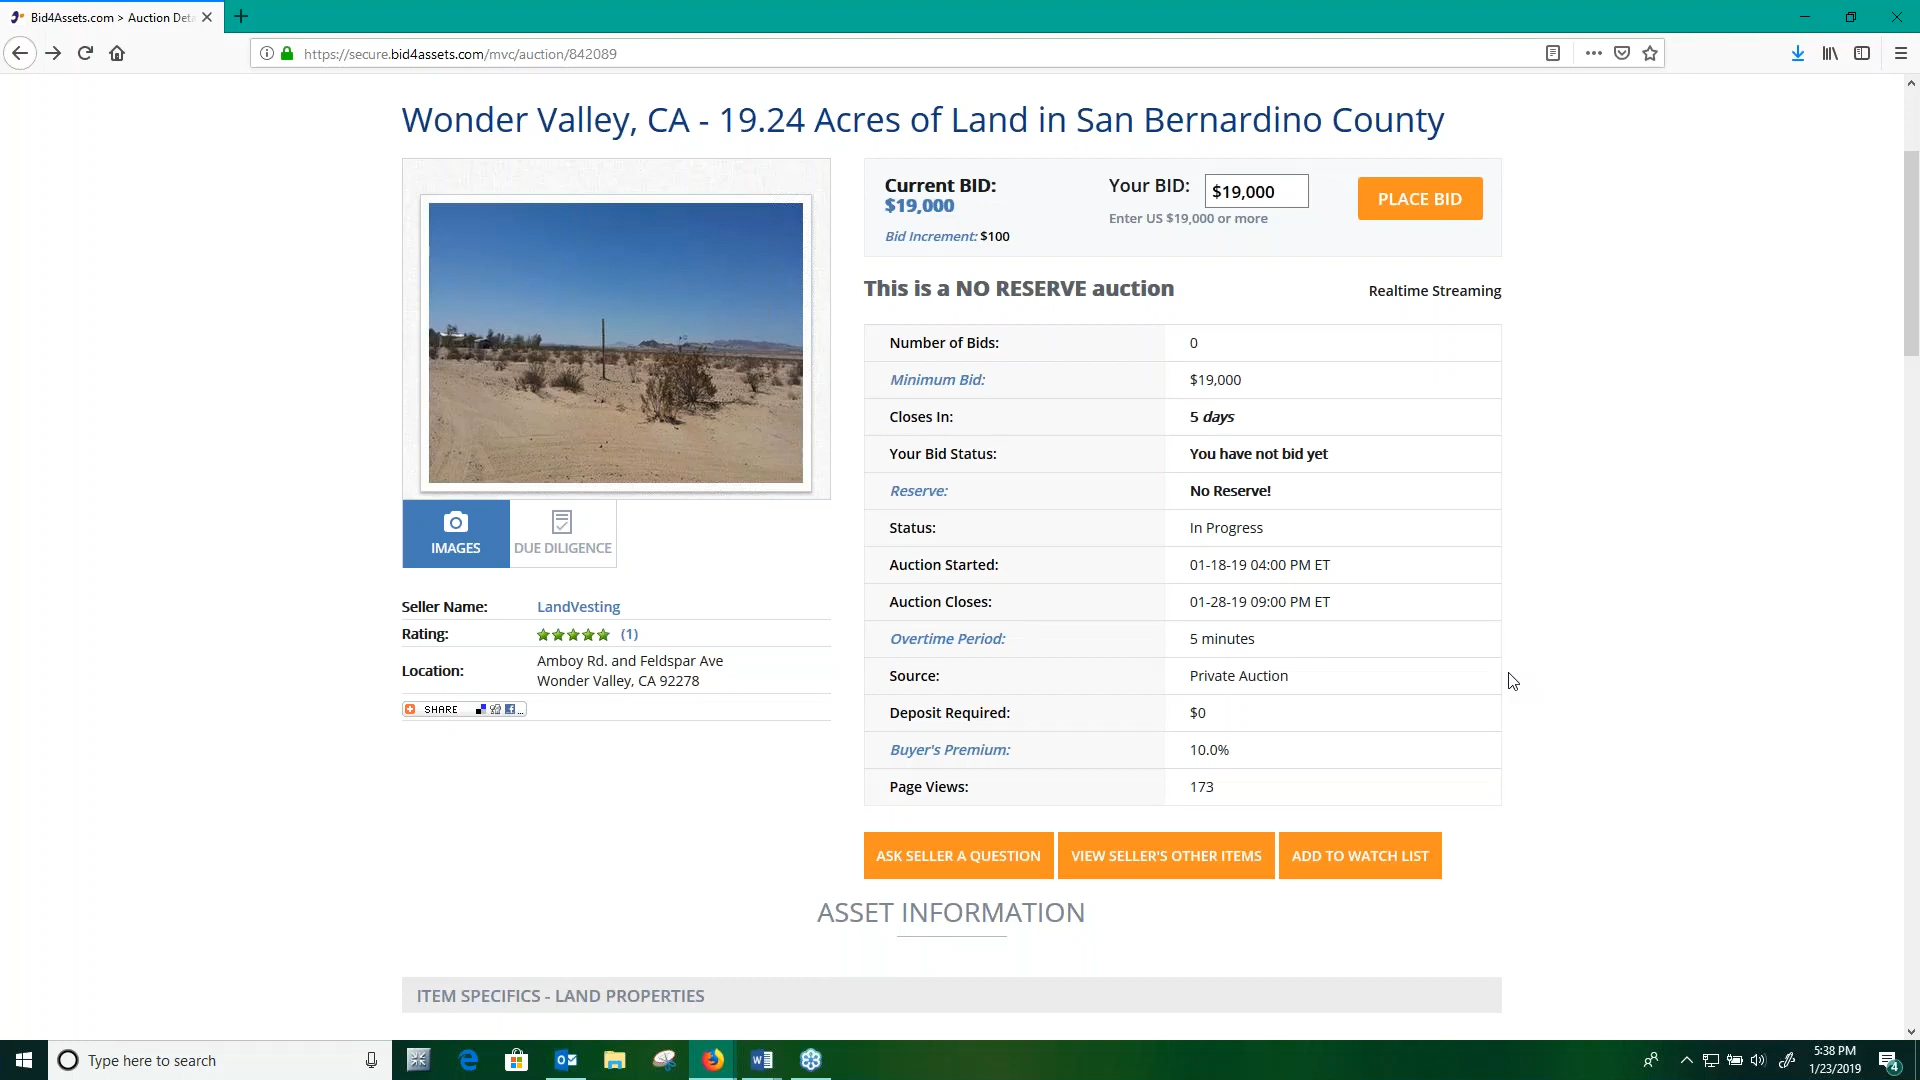 Bid4Assets.com > Auction Deta
https://secure.bid4assets.com/mvc/auction/842089
Wonder Valley, CA - 19.24 Acres of Land in San Bernardino County
Current BID:
$19,000
Bid Increment: $100
Your BID: $19,000
Enter US $19,000 or more
PLACE BID
This is a NO RESERVE auction
Realtime Streaming
Number of Bids: 0
Minimum Bid: $19,000
Closes In: 5 days
Your Bid Status: You have not bid yet
Reserve: No Reserve!
Status: In Progress
Auction Started: 01-18-19 04:00 PM ET
Auction Closes: 01-28-19 09:00 PM ET
Overtime Period: 5 minutes
Source: Private Auction
Deposit Required: $0
Buyer's Premium: 10.0%
Page Views: 173
IMAGES
DUE DILIGENCE
Seller Name: LandVesting
Rating: (1)
Location: Amboy Rd. and Feldspar Ave
Wonder Valley, CA 92278
SHARE
ASK SELLER A QUESTION
VIEW SELLER'S OTHER ITEMS
ADD TO WATCH LIST
ASSET INFORMATION
ITEM SPECIFICS - LAND PROPERTIES
Type here to search
5:38 PM
1/23/2019
4